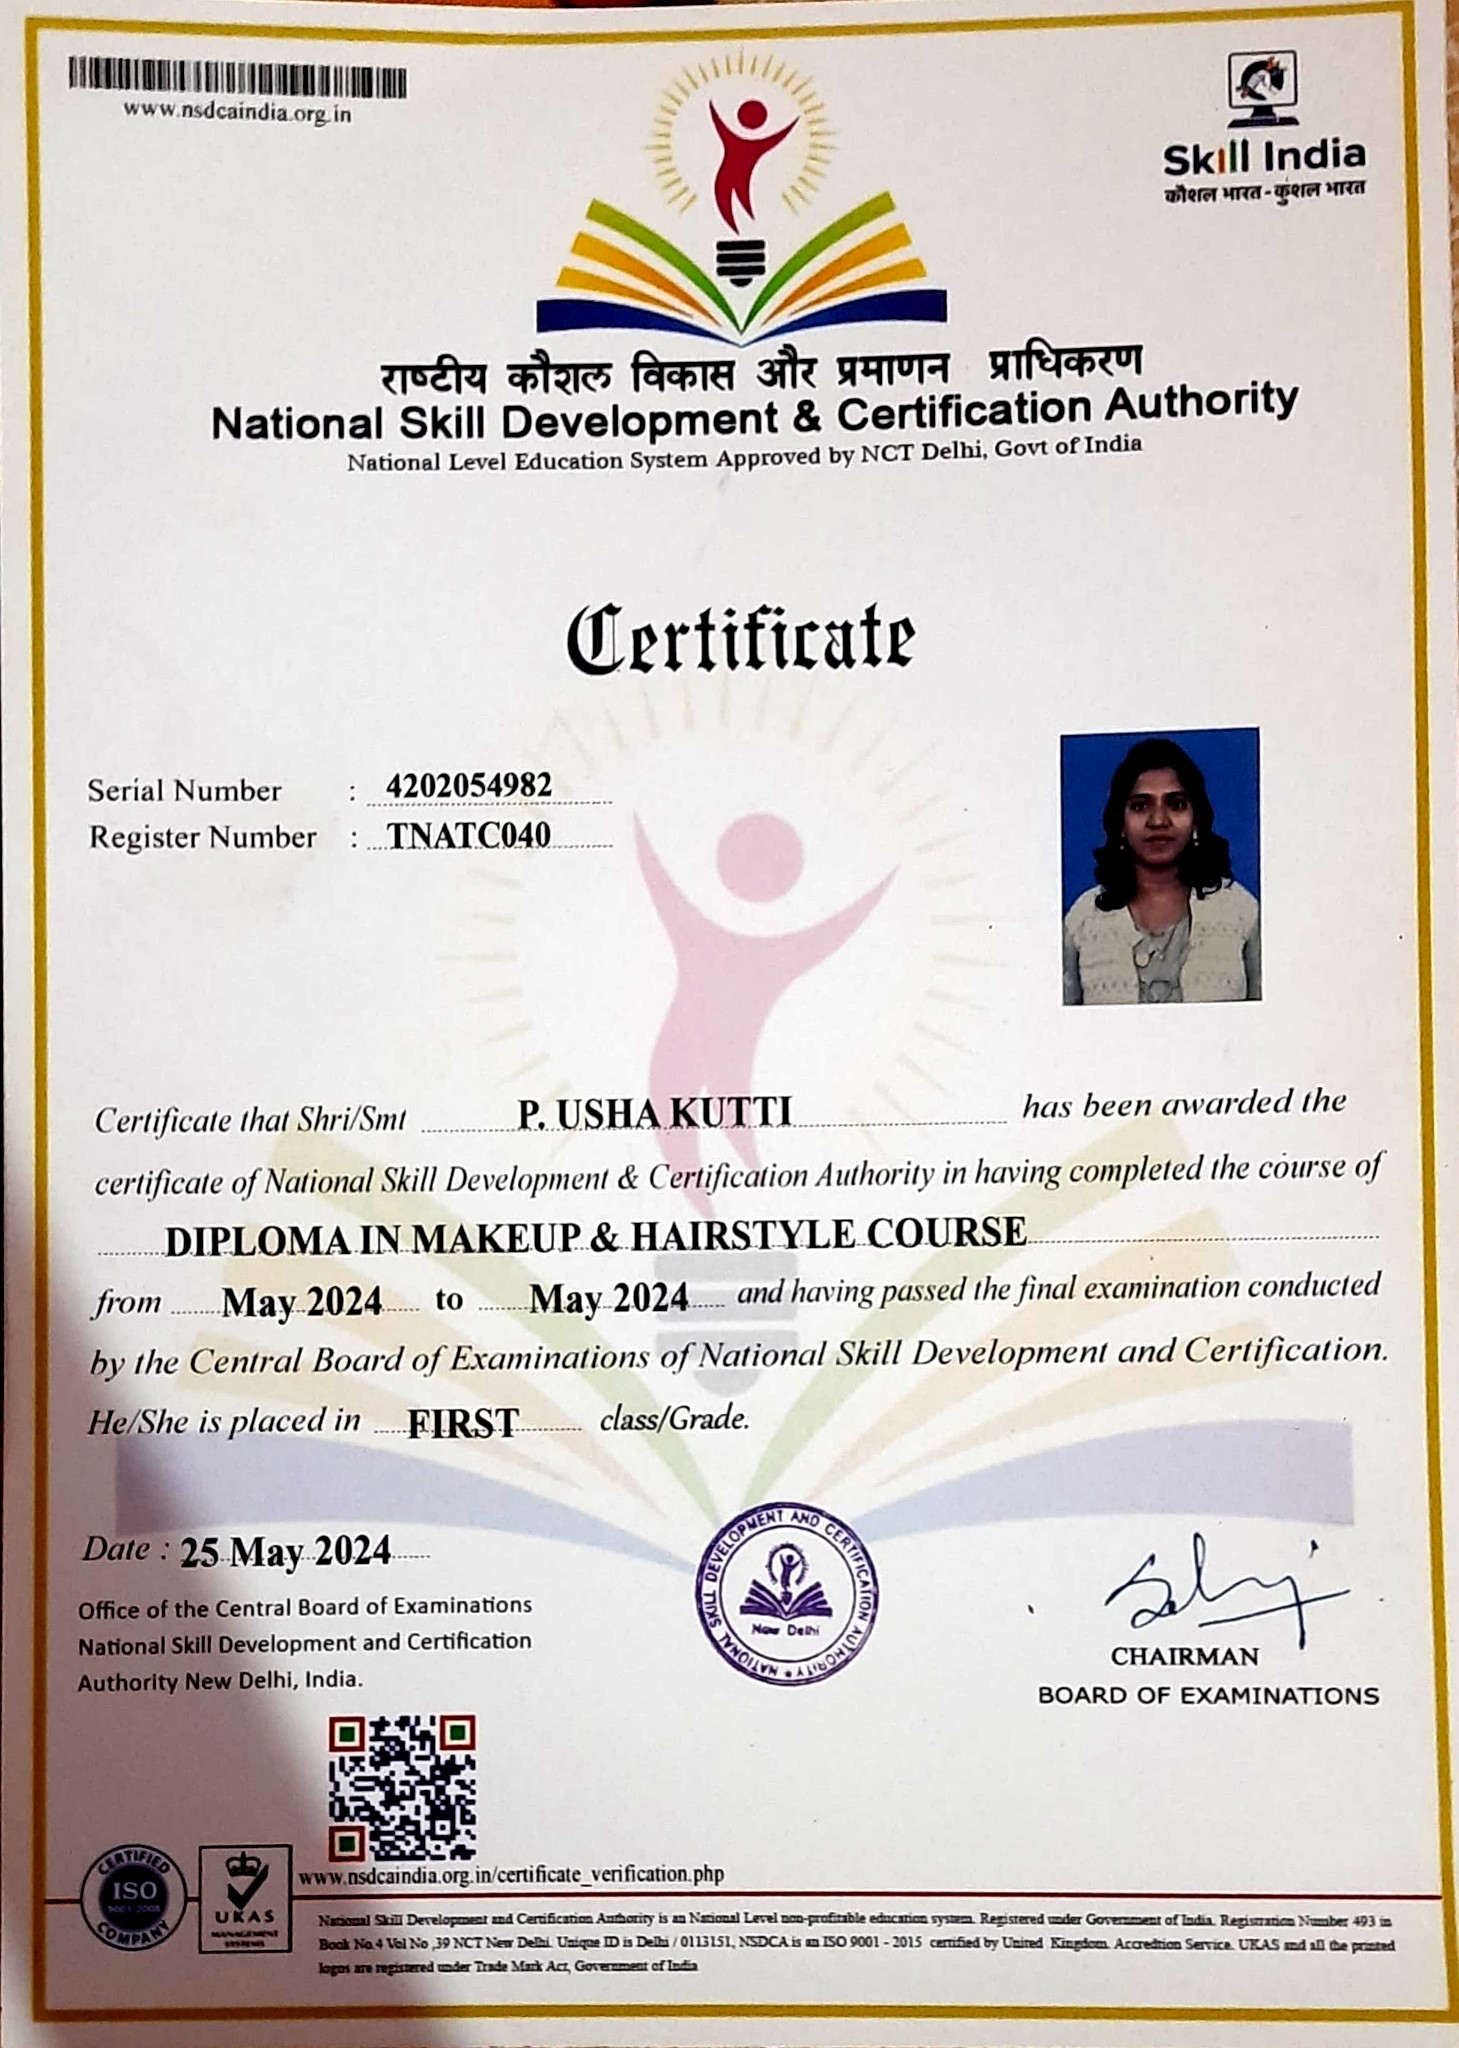 www.nsdcaindia.org.in
Skill India
कौशल भारत - कुशल भारत
राष्टीय कौशल विकास और प्रमाणन प्राधिकरण
National Skill Development & Certification Authority
National Level Education System Approved by NCT Delhi, Govt of India
Certificate
Serial Number : 4202054982
Register Number : TNATC040
Certificate that Shri/Smt P. USHA KUTTI has been awarded the
certificate of National Skill Development & Certification Authority in having completed the course of
DIPLOMA IN MAKEUP & HAIRSTYLE COURSE
from May 2024 to May 2024 and having passed the final examination conducted
by the Central Board of Examinations of National Skill Development and Certification.
He/She is placed in FIRST class/Grade.
Date : 25 May 2024
Office of the Central Board of Examinations
National Skill Development and Certification
Authority New Delhi, India.
NATIONAL SKILL DEVELOPMENT AND CERTIFICATION AUTHORITY
New Delhi
CHAIRMAN
BOARD OF EXAMINATIONS
CERTIFIED
ISO
9001:2008
COMPANY
UKAS
MANAGEMENT
SYSTEMS
www.nsdcaindia.org.in/certificate_verification.php
National Skill Development and Certification Authority is an National Level non-profitable education system. Registered under Government of India. Registration Number 493 in
Book No.4 Vol No ,39 NCT New Delhi. Unique ID is Delhi / 0113151, NSDCA is an ISO 9001 - 2015 certified by United Kingdom. Accredtion Service. UKAS and all the printed
logos are registered under Trade Mark Act, Government of India